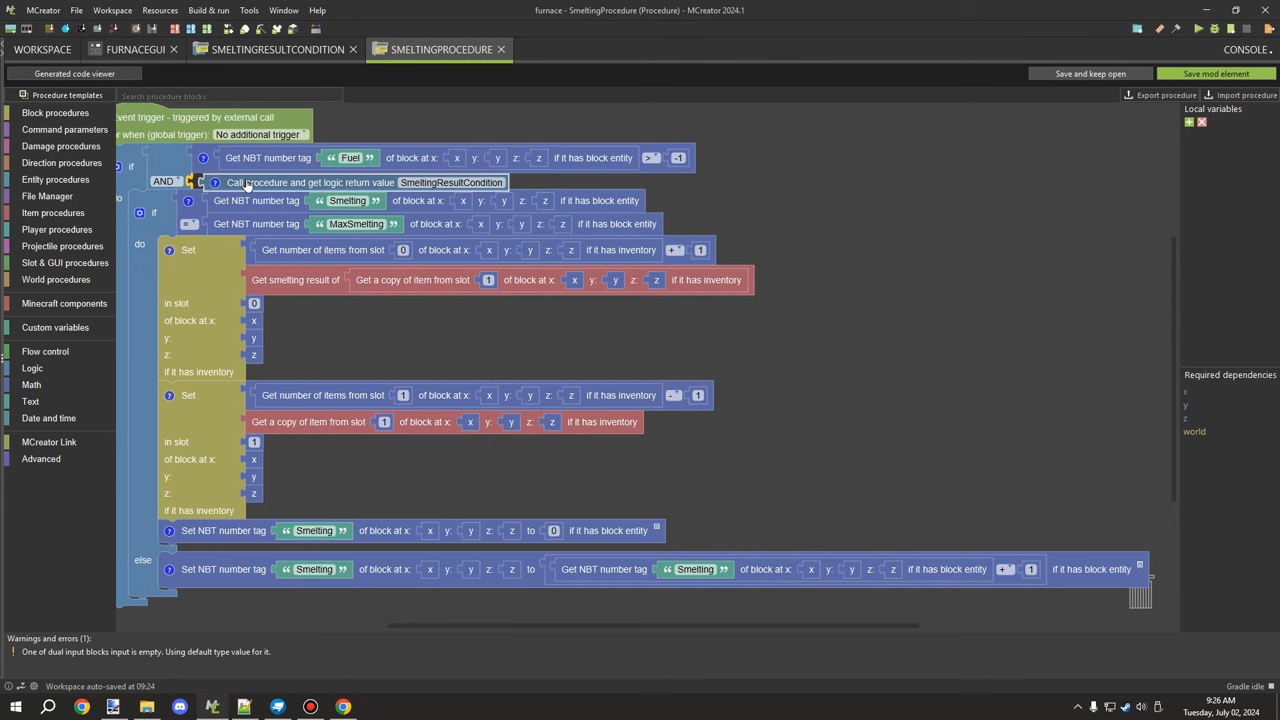 MCreator File Workspace Resources Build & run Tools Window Help furnace - SmeltingProcedure (Procedure) - MCreator 2024.1
WORKSPACE FURNACEGUI SMELTINGRESULTCONDITION SMELTINGPROCEDURE CONSOLE
Generated code viewer Save and keep open Save mod element
Procedure templates Search procedure blocks Export procedure Import procedure
Block procedures
Command parameters
Damage procedures
Direction procedures
Entity procedures
File Manager
Item procedures
Player procedures
Projectile procedures
Slot & GUI procedures
World procedures
Minecraft components
Custom variables
Flow control
Logic
Math
Text
Date and time
MCreator Link
Advanced
Event trigger - triggered by external call
or when (global trigger): No additional trigger
if Get NBT number tag “ Fuel ” of block at x: x y: y z: z if it has block entity > -1
AND Call procedure and get logic return value SmeltingResultCondition
do if Get NBT number tag “ Smelting ” of block at x: x y: y z: z if it has block entity
= Get NBT number tag “ MaxSmelting ” of block at x: x y: y z: z if it has block entity
do Set Get number of items from slot 0 of block at x: x y: y z: z if it has inventory + 1
Get smelting result of Get a copy of item from slot 1 of block at x: x y: y z: z if it has inventory
in slot 0
of block at x: x
y: y
z: z
if it has inventory
Set Get number of items from slot 1 of block at x: x y: y z: z if it has inventory - 1
Get a copy of item from slot 1 of block at x: x y: y z: z if it has inventory
in slot 1
of block at x: x
y: y
z: z
if it has inventory
Set NBT number tag “ Smelting ” of block at x: x y: y z: z to 0 if it has block entity
else Set NBT number tag “ Smelting ” of block at x: x y: y z: z to Get NBT number tag “ Smelting ” of block at x: x y: y z: z if it has block entity + 1 if it has block entity
Local variables
Required dependencies
x
y
z
world
Warnings and errors (1):
One of dual input blocks input is empty. Using default type value for it.
Workspace auto-saved at 09:24 Gradle idle
9:26 AM
Tuesday, July 02, 2024